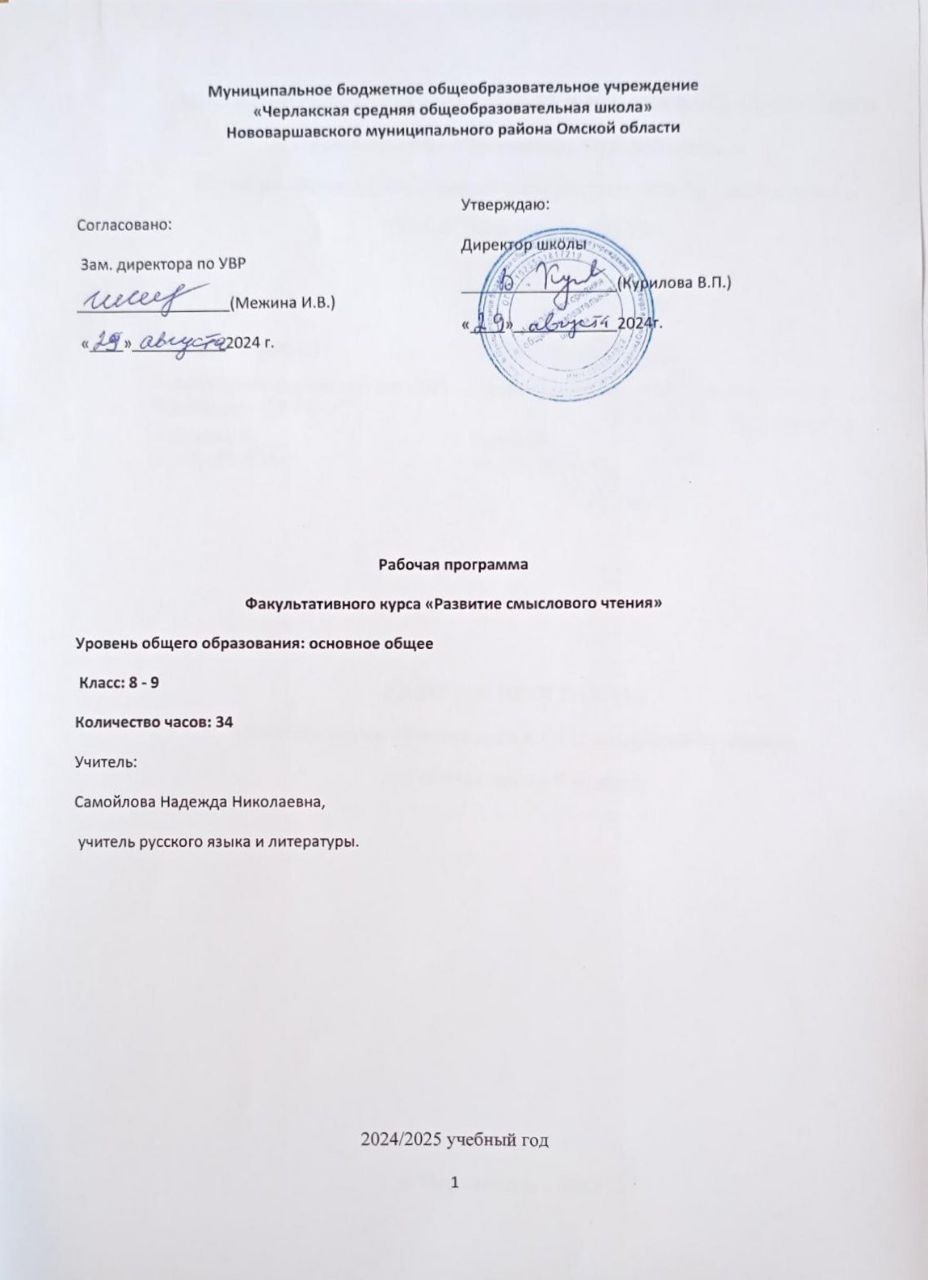 Муниципальное бюджетное общеобразовательное учреждение
«Черлакская средняя общеобразовательная школа»
Нововаршавского муниципального района Омской области
Согласовано:
Зам. директора по УВР
(Межина И.В.)
«29» августа 2024 г.
Утверждаю:
Директор школы
(Курилова В.П.)
«29» августа 2024г.
Рабочая программа
Факультативного курса «Развитие смыслового чтения»
Уровень общего образования: основное общее
Класс: 8 - 9
Количество часов: 34
Учитель:
Самойлова Надежда Николаевна,
учитель русского языка и литературы.
2024/2025 учебный год
1